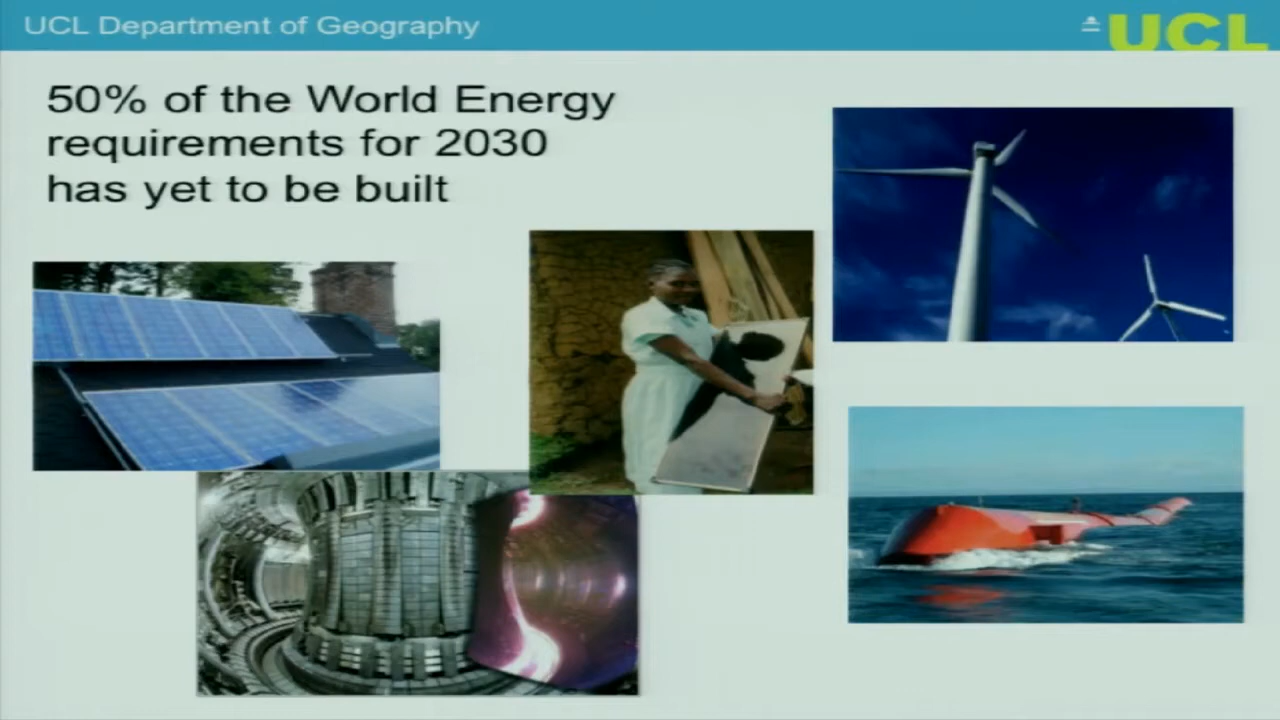 UCL Department of Geography
UCL
50% of the World Energy
requirements for 2030
has yet to be built